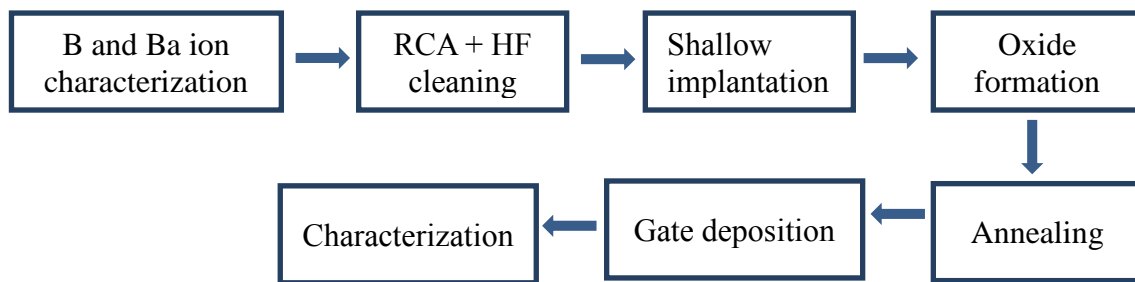 B and Ba ion
characterization
RCA + HF
cleaning
Shallow
implantation
Oxide
formation
Annealing
Gate deposition
Characterization